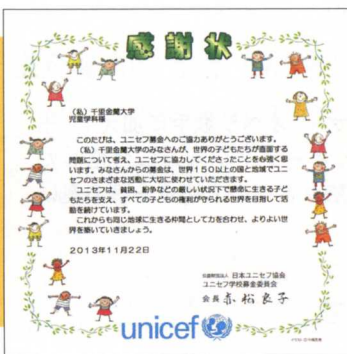 感謝状
(私)千里金蘭大学
児童学科様
このたびは、ユニセフ募金へのご協力ありがとうございます。
(私)千里金蘭大学のみなさんが、世界の子どもたちが直面する
問題について考え、ユニセフに協力してくださったことを心強く思
います。みなさんからの募金は、世界150以上の国と地域でユニ
セフのさまざまな活動に大切に使わせていただきます。
ユニセフは、貧困、紛争などの厳しい状況下で懸命に生きる子ど
もたちを支え、すべての子どもの権利が守られる世界を目指して活
動を続けています。
これからも同じ地球に生きる仲間として力を合わせ、よりよい世
界を築いていきましょう。
2013年11月22日
公益財団法人 日本ユニセフ協会
ユニセフ学校募金委員会
会長 赤松良子
unicef